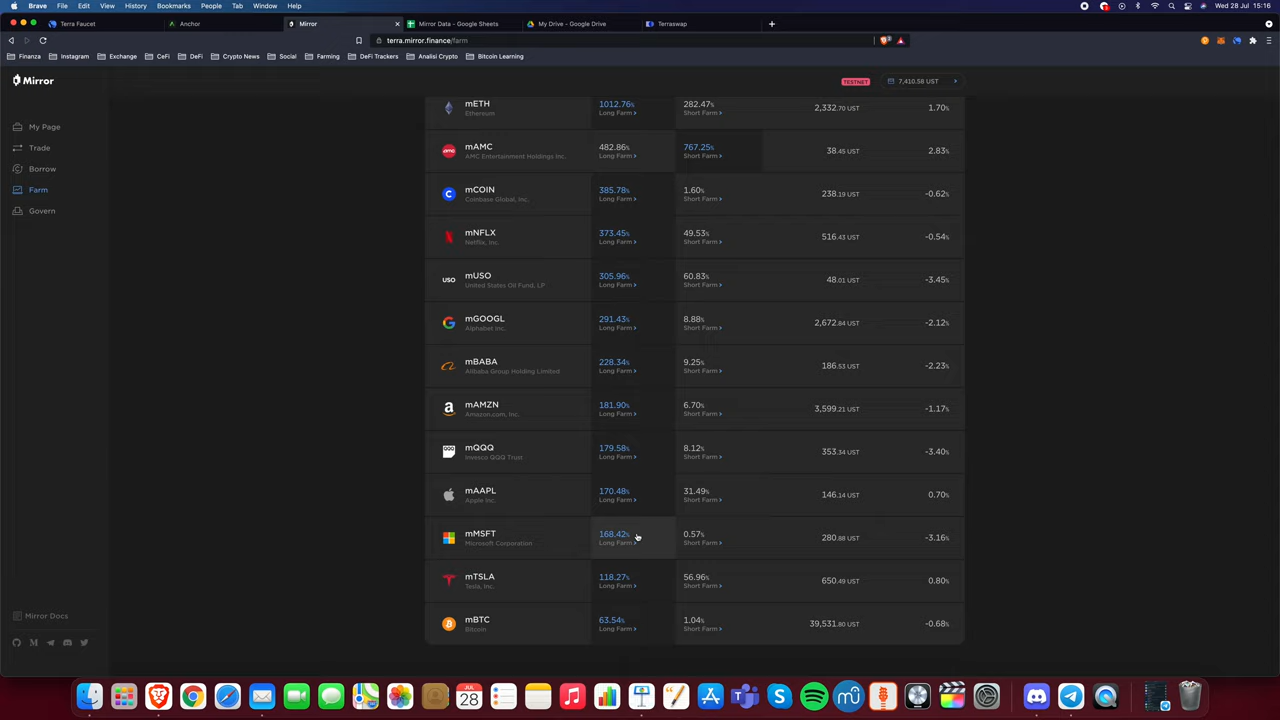 Brave File Edit View History Bookmarks People Tab Window Help Wed 28 Jul 15:16
Terra Faucet Anchor Mirror Mirror Data - Google Sheets My Drive - Google Drive Terraswap
terra.mirror.finance/farm
Finanza Instagram Exchange CeFi DeFi Crypto News Social Farming DeFi Trackers Analisi Crypto Bitcoin Learning
Mirror TESTNET 7,410.58 UST
My Page
Trade
Borrow
Farm
Govern
mETH 1012.76% 282.47% 2,332.70 UST 1.70%
Ethereum Long Farm > Short Farm >
mAMC 482.86% 767.25% 38.45 UST 2.83%
AMC Entertainment Holdings Inc. Long Farm > Short Farm >
mCOIN 385.78% 1.60% 238.19 UST -0.62%
Coinbase Global, Inc. Long Farm > Short Farm >
mNFLX 373.45% 49.53% 516.43 UST -0.54%
Netflix, Inc. Long Farm > Short Farm >
USO mUSO 305.96% 60.83% 48.01 UST -3.45%
United States Oil Fund, LP Long Farm > Short Farm >
mGOOGL 291.43% 8.88% 2,672.84 UST -2.12%
Alphabet Inc. Long Farm > Short Farm >
mBABA 228.34% 9.25% 186.53 UST -2.23%
Alibaba Group Holding Limited Long Farm > Short Farm >
mAMZN 181.90% 6.70% 3,599.21 UST -1.17%
Amazon.com, Inc. Long Farm > Short Farm >
QQQ mQQQ 179.58% 8.12% 353.34 UST -3.40%
Invesco QQQ Trust Long Farm > Short Farm >
mAAPL 170.48% 31.49% 146.14 UST 0.70%
Apple Inc. Long Farm > Short Farm >
mMSFT 168.42% 0.57% 280.88 UST -3.16%
Microsoft Corporation Long Farm > Short Farm >
mTSLA 118.27% 56.96% 650.49 UST 0.80%
Tesla, Inc. Long Farm > Short Farm >
mBTC 63.54% 1.04% 39,531.80 UST -0.68%
Bitcoin Long Farm > Short Farm >
Mirror Docs
JUL
28